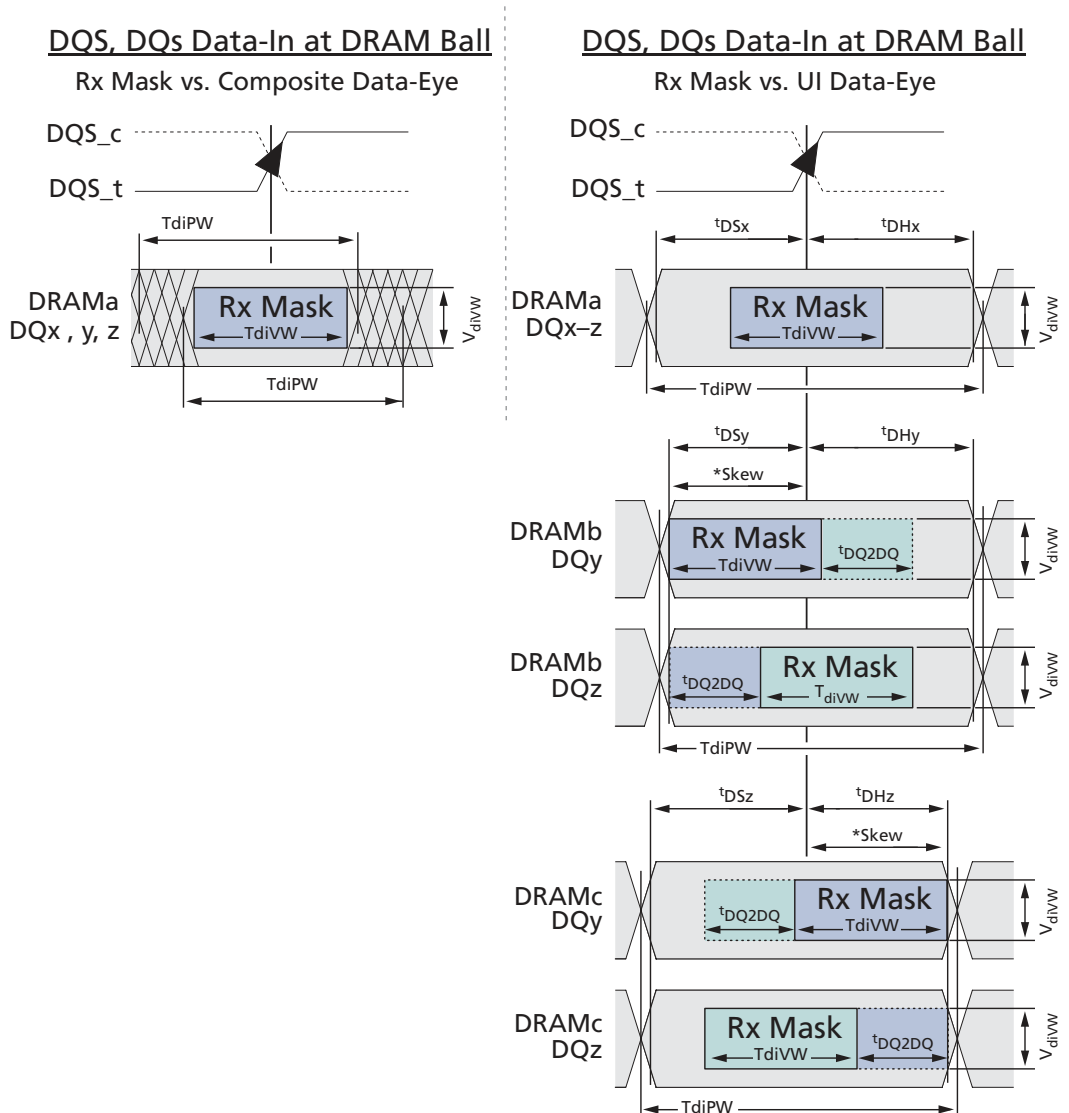 DQS, DQs Data-In at DRAM Ball
Rx Mask vs. Composite Data-Eye
DQS_c
DQS_t
TdiPW
DRAMa
DQx , y, z
Rx Mask
TdiVW
VdiVW
TdiPW
DQS, DQs Data-In at DRAM Ball
Rx Mask vs. UI Data-Eye
DQS_c
DQS_t
tDSx
tDHx
DRAMa
DQx–z
Rx Mask
TdiVW
VdiVW
TdiPW
tDSy
tDHy
*Skew
DRAMb
DQy
Rx Mask
TdiVW
tDQ2DQ
VdiVW
DRAMb
DQz
tDQ2DQ
Rx Mask
TdiVW
VdiVW
TdiPW
tDSz
tDHz
*Skew
DRAMc
DQy
tDQ2DQ
Rx Mask
TdiVW
VdiVW
DRAMc
DQz
Rx Mask
TdiVW
tDQ2DQ
VdiVW
TdiPW